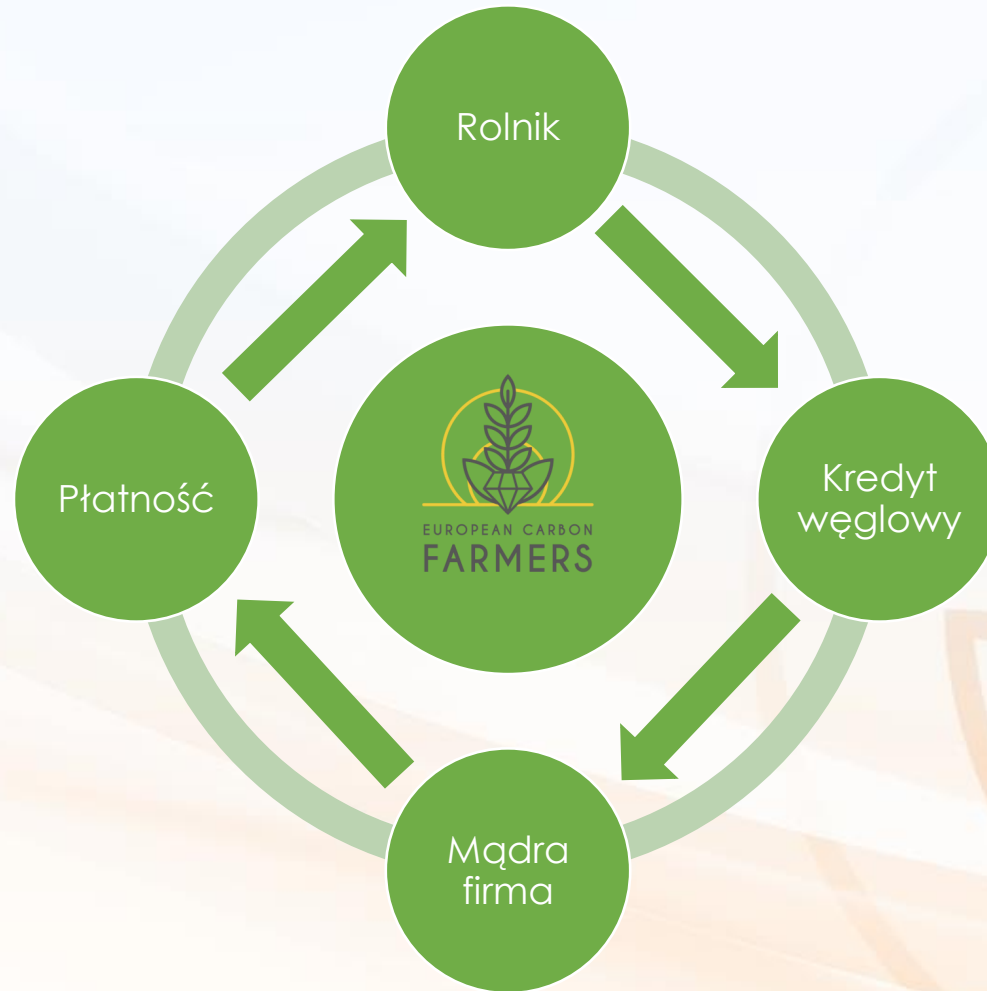 Rolnik
Płatność
EUROPEAN CARBON
FARMERS
Kredyt
węglowy
Mądra
firma